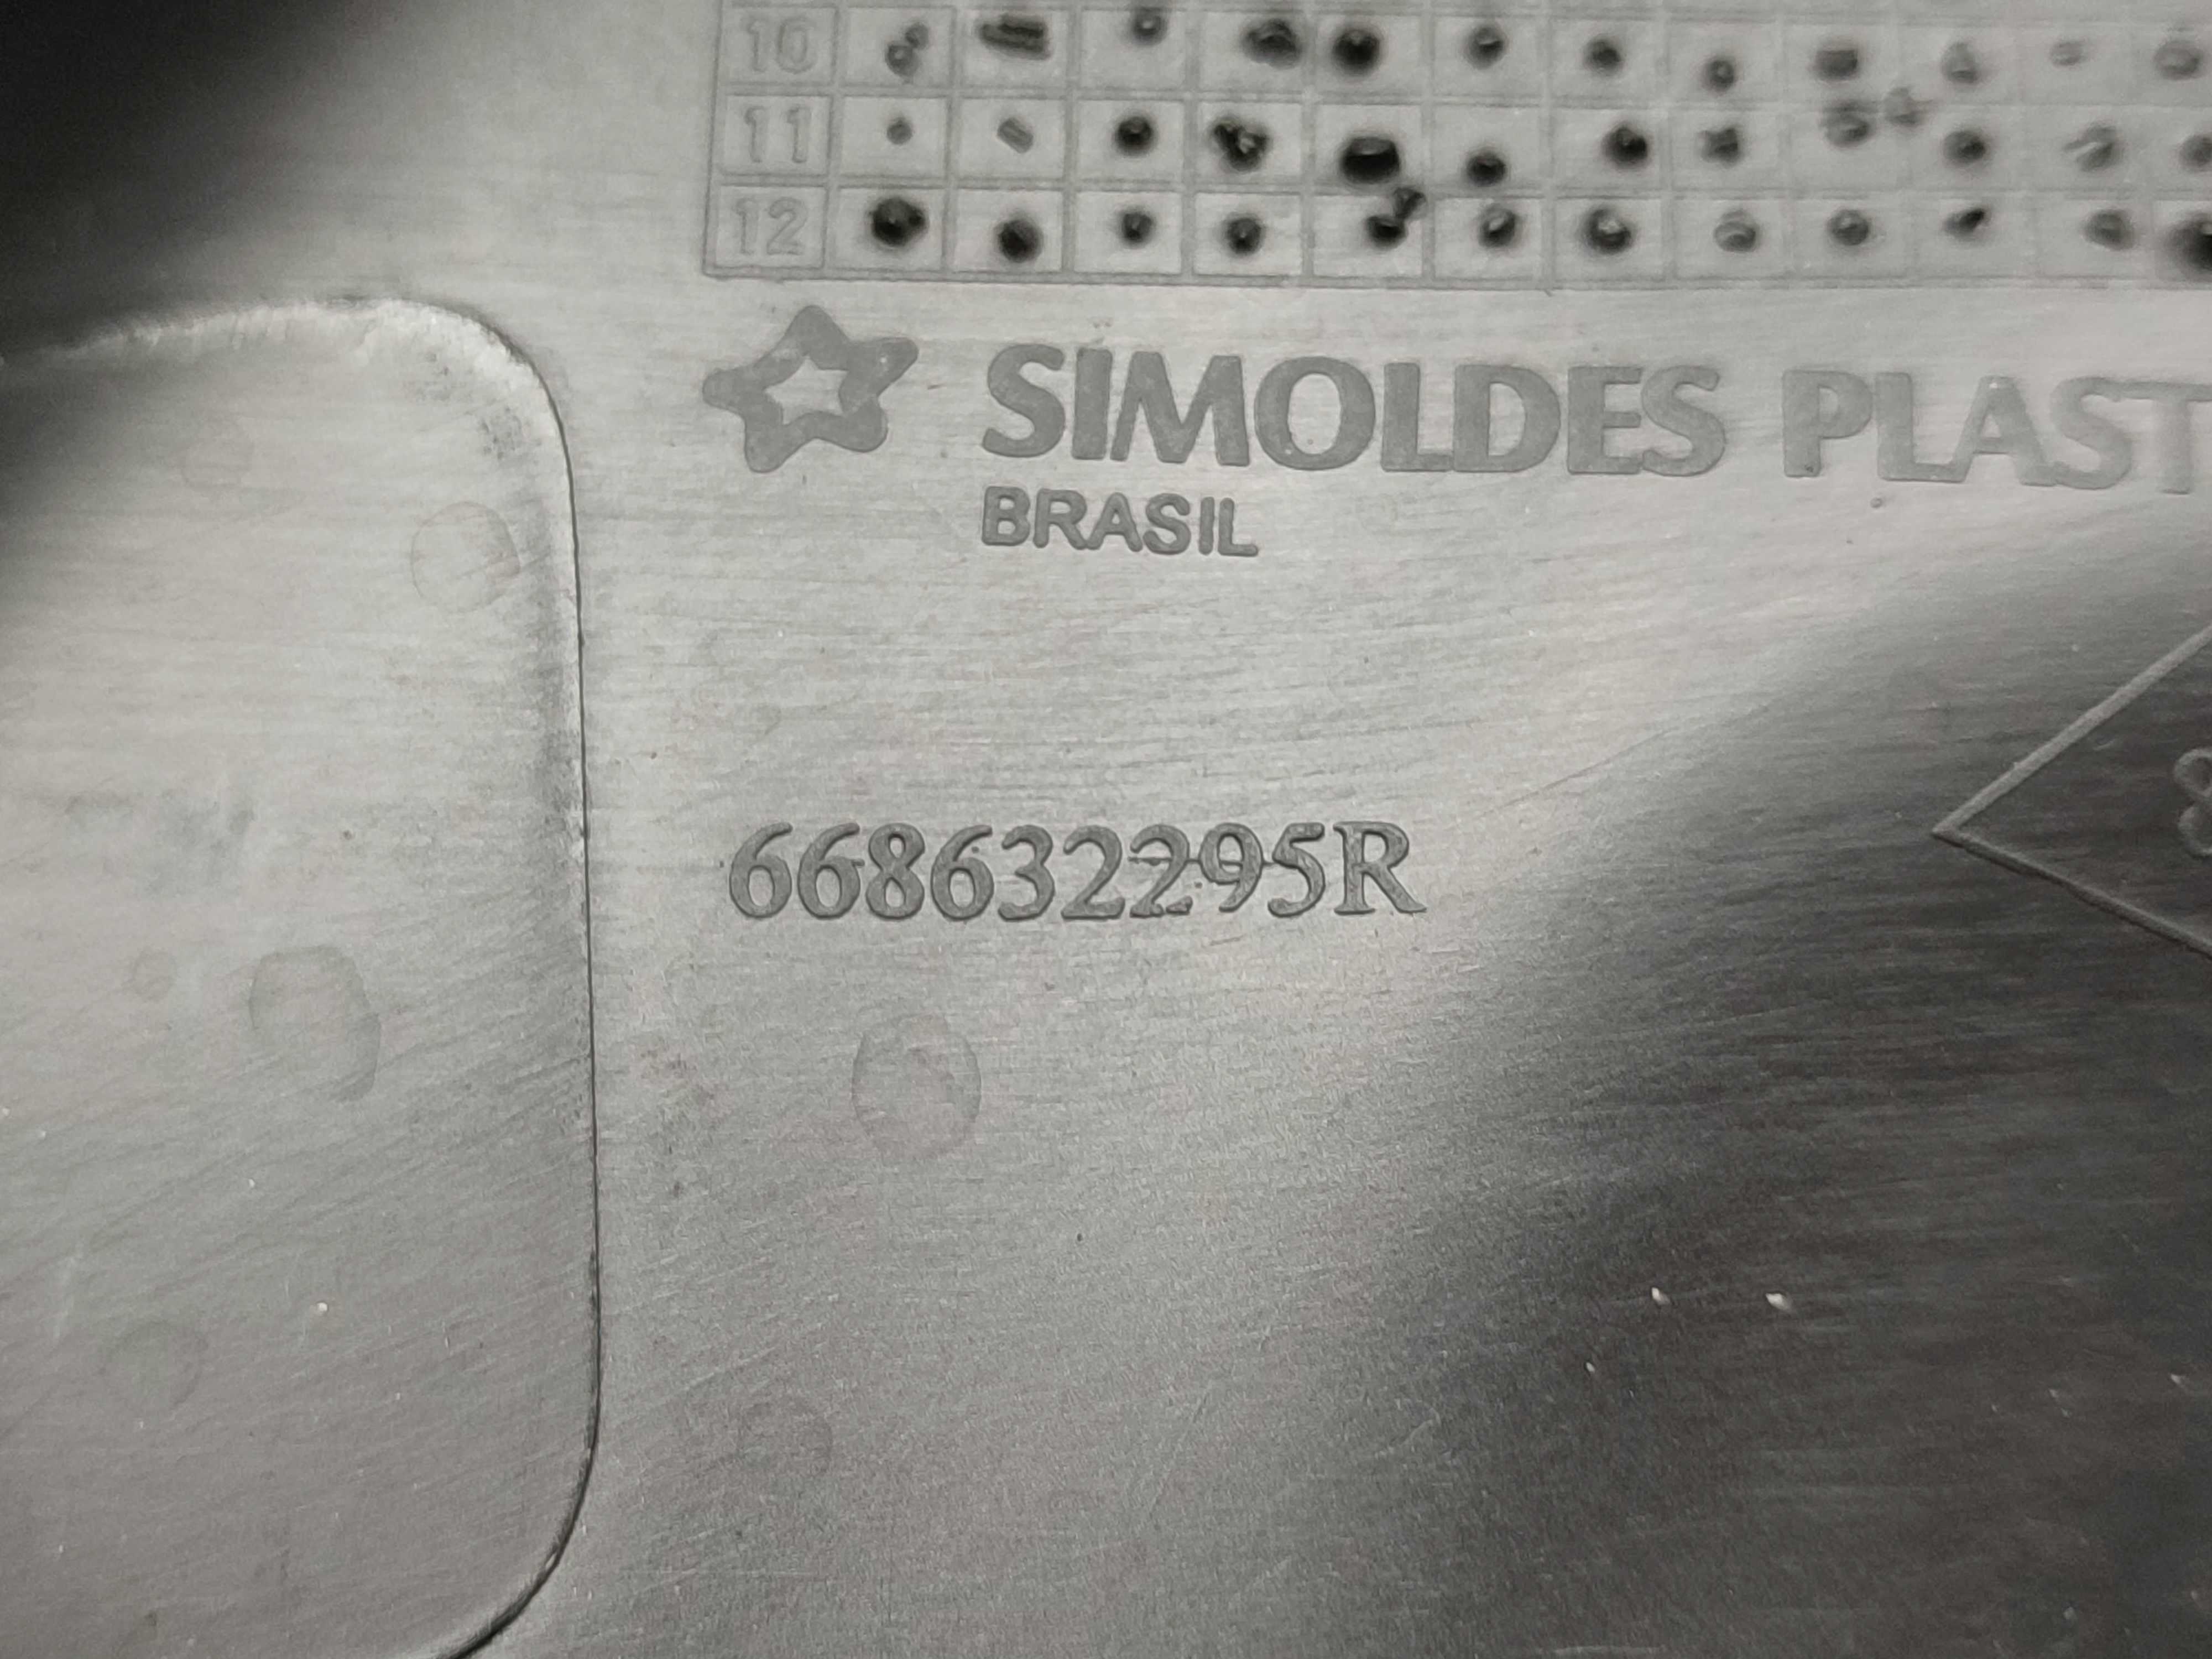 10
11
12
SIMOLDES PLAST
BRASIL
668632295R